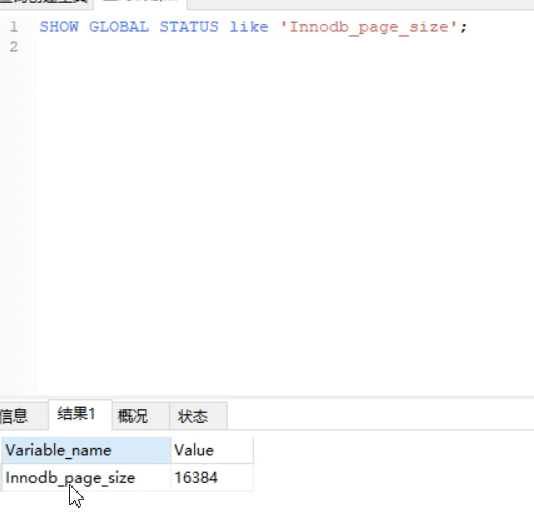 1 SHOW GLOBAL STATUS like 'Innodb_page_size';
2
信息 结果1 概况 状态
Variable_name Value
Innodb_page_size 16384